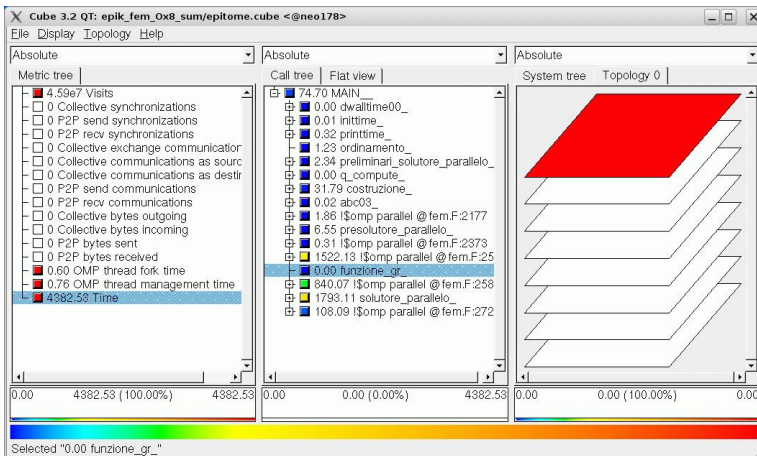 Cube 3.2 QT: epik_fem_0x8_sum/epitome.cube <@neo178>
File Display Topology Help
Absolute
Absolute
Absolute
Metric tree
Call tree
Flat view
System tree
Topology 0
4.59e7 Visits
0 Collective synchronizations
0 P2P send synchronizations
0 P2P recv synchronizations
0 Collective exchange communication
0 Collective communications as sourc
0 Collective communications as destir
0 P2P send communications
0 P2P recv communications
0 Collective bytes outgoing
0 Collective bytes incoming
0 P2P bytes sent
0 P2P bytes received
0.60 OMP thread fork time
0.76 OMP thread management time
4382.53 Time
74.70 MAIN__
0.00 dwalltime00_
0.01 inittime_
0.32 printtime_
1.23 ordinamento_
2.34 preliminari_solutore_parallelo_
0.00 q_compute_
31.79 costruzione_
0.02 abc03_
1.86 !$omp parallel @fem.F:2177
6.55 presolutore_parallelo_
0.31 !$omp parallel @fem.F:2373
1522.13 !$omp parallel @fem.F:25
0.00 funzione_gr_
840.07 !$omp parallel @fem.F:258
1793.11 solutore_parallelo_
108.09 !$omp parallel @fem.F:272
0.00 4382.53 (100.00%) 4382.53
0.00 0.00 (0.00%) 4382.53
0.00 0.00 (100.00%) 0.00
Selected "0.00 funzione_gr_"